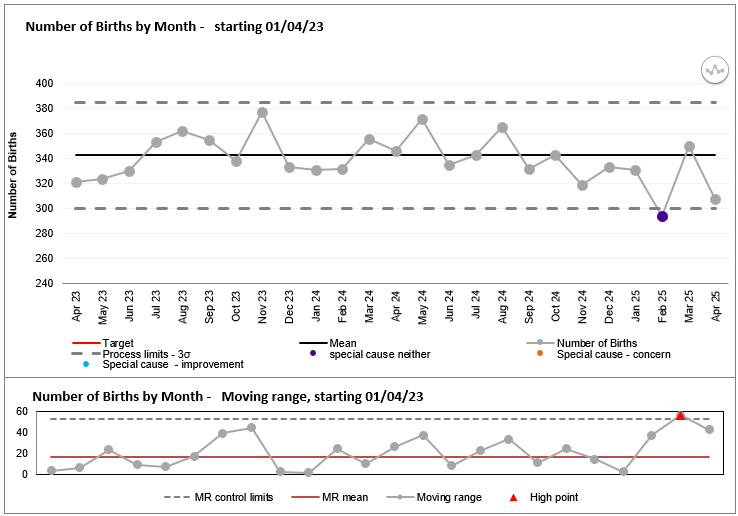 Number of Births by Month -   starting 01/04/23
400
380
360
340
320
300
280
260
240
Number of Births
Apr 23
May 23
Jun 23
Jul 23
Aug 23
Sep 23
Oct 23
Nov 23
Dec 23
Jan 24
Feb 24
Mar 24
Apr 24
May 24
Jun 24
Jul 24
Aug 24
Sep 24
Oct 24
Nov 24
Dec 24
Jan 25
Feb 25
Mar 25
Apr 25
Target
Mean
Number of Births
Process limits - 3σ
special cause neither
Special cause - concern
Special cause  - improvement
Number of Births by Month -   Moving range, starting 01/04/23
60
40
20
0
MR control limits
MR mean
Moving range
High point